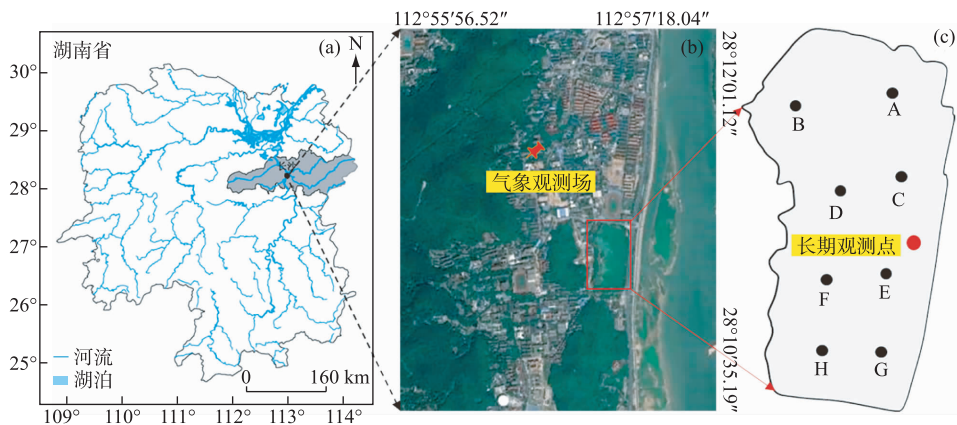 112°55′56.52″
112°57′18.04″
湖南省
(a)
N
30°
29°
28°
27°
26°
25°
河流
湖泊
0
160 km
109°
110°
111°
112°
113°
114°
(b)
气象观测场
28°12′01.12″
28°10′35.19″
(c)
A
B
C
D
长期观测点
E
F
G
H